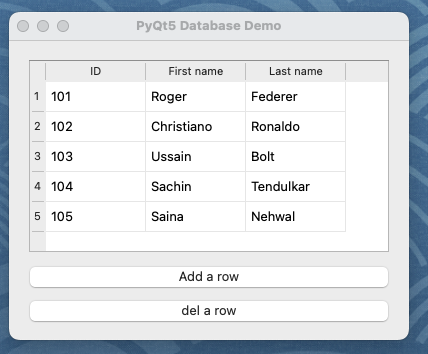 PyQt5 Database Demo
ID First name Last name
1 101 Roger Federer
2 102 Christiano Ronaldo
3 103 Ussain Bolt
4 104 Sachin Tendulkar
5 105 Saina Nehwal
Add a row
del a row